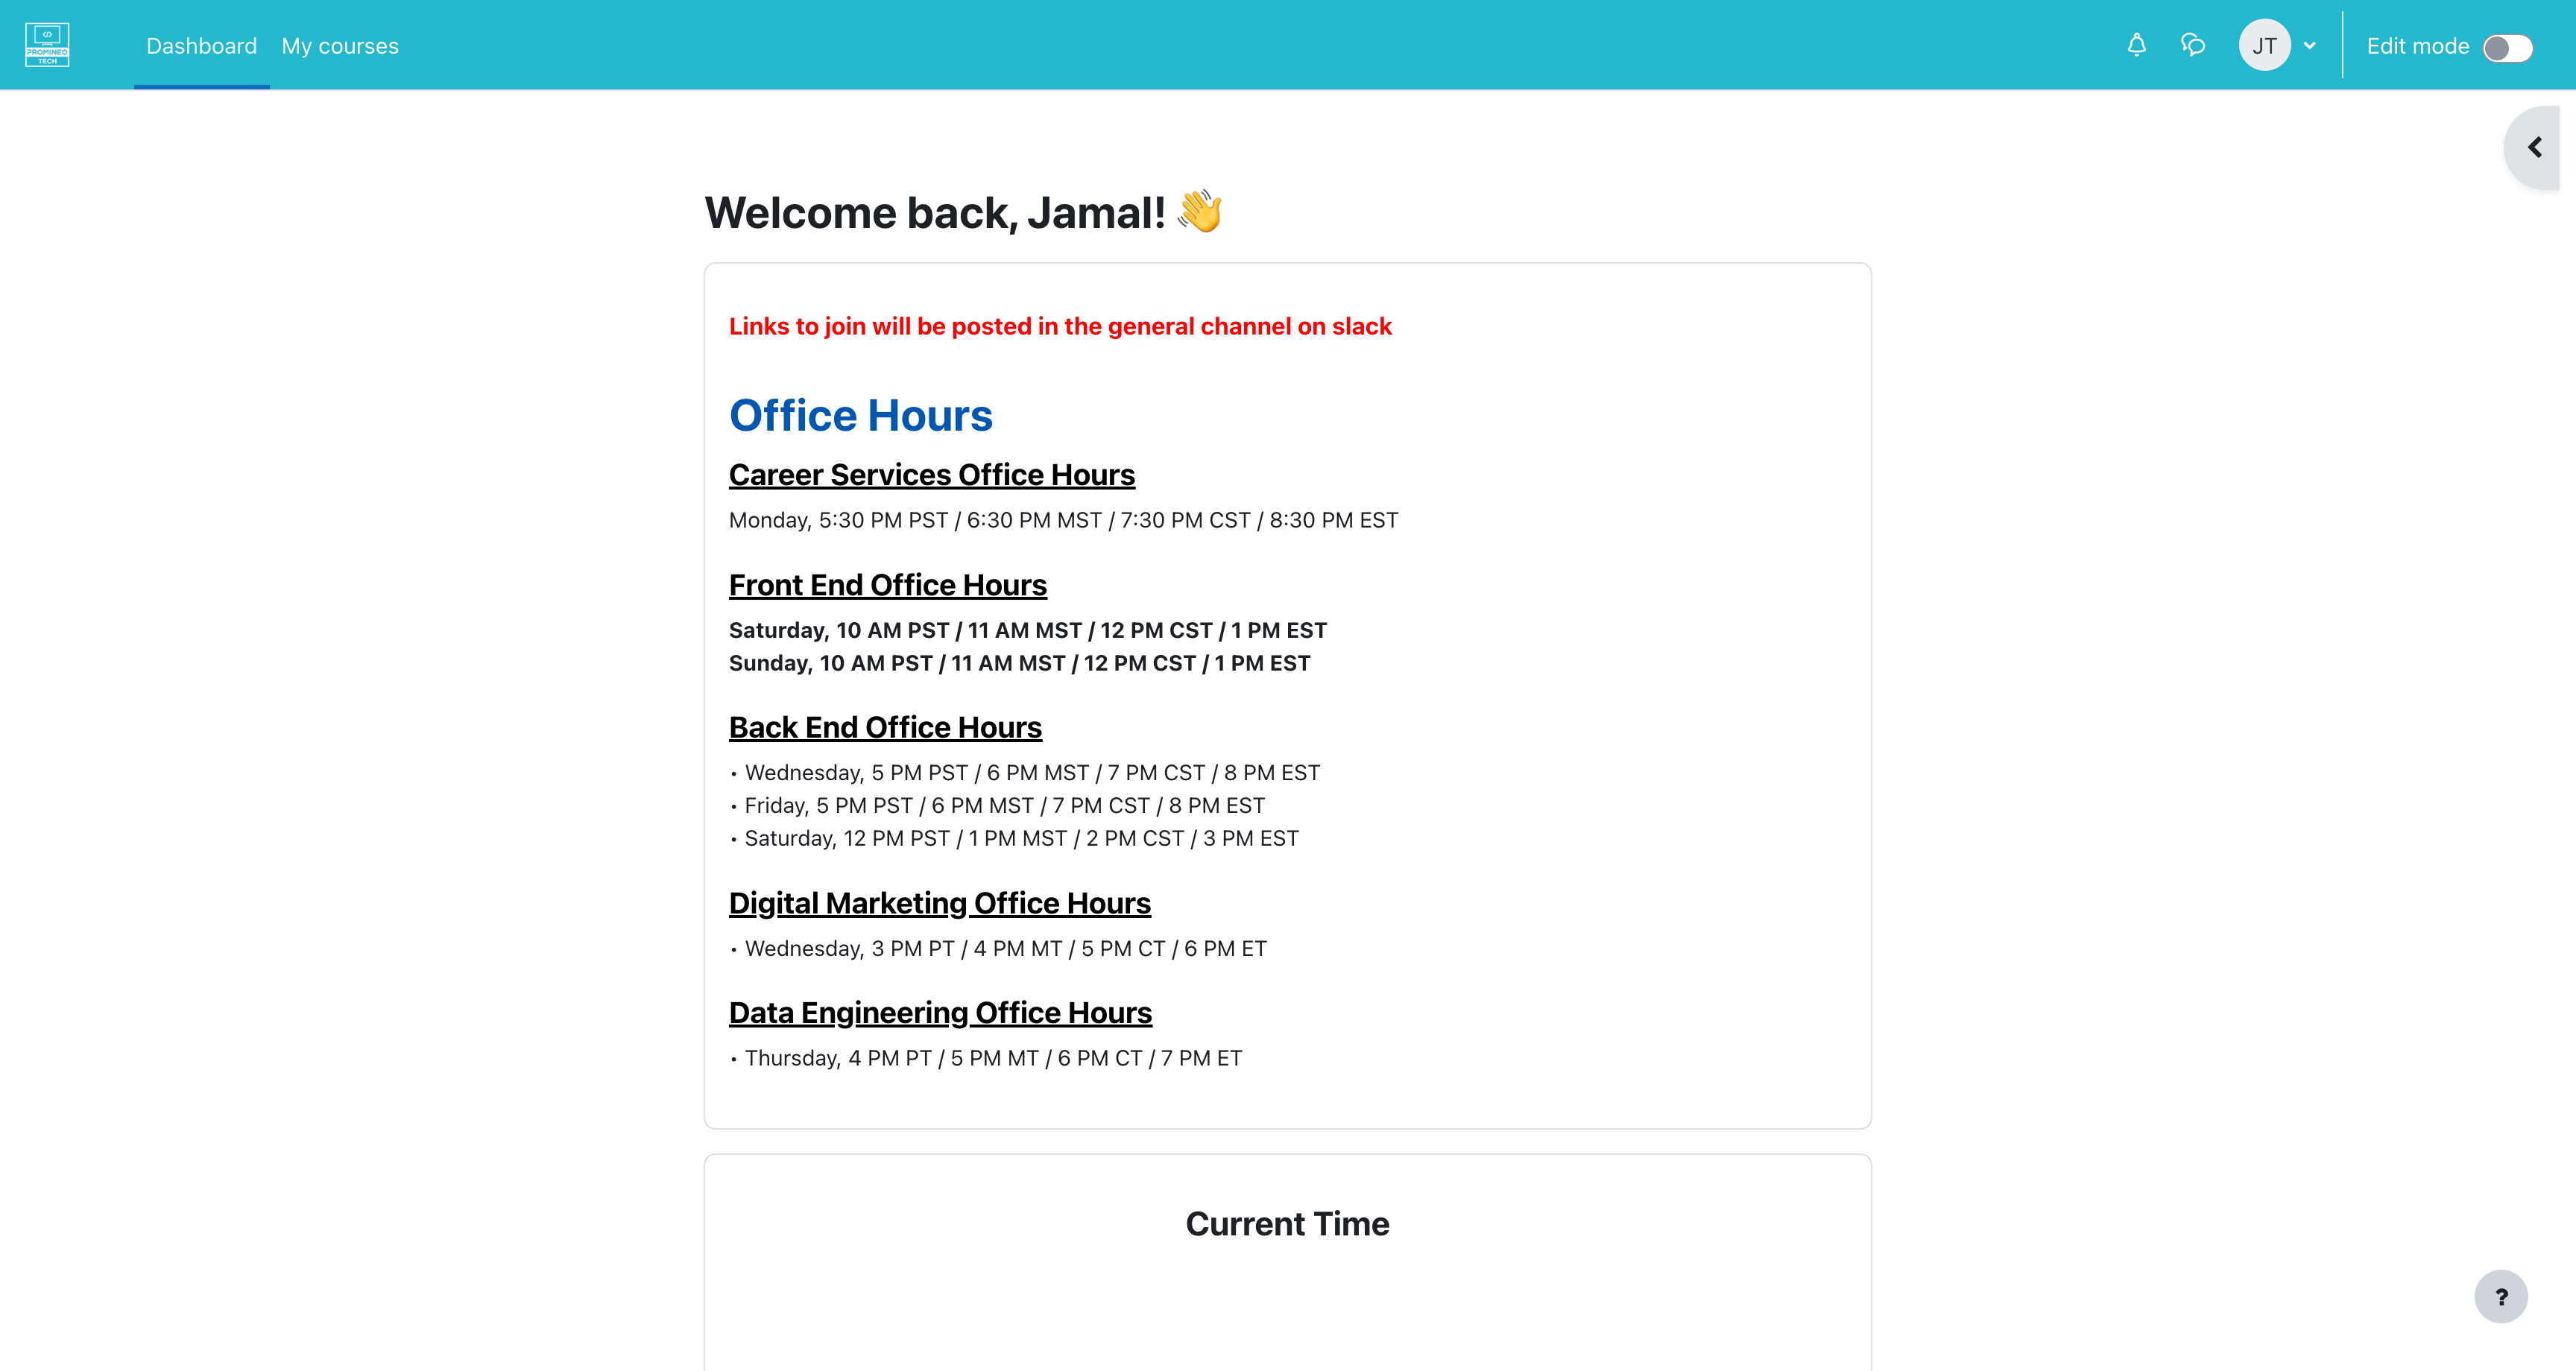 PROMINEO
TECH
Dashboard
My courses
JT
Edit mode
Welcome back, Jamal! 👋
Links to join will be posted in the general channel on slack
Office Hours
Career Services Office Hours
Monday, 5:30 PM PST / 6:30 PM MST / 7:30 PM CST / 8:30 PM EST
Front End Office Hours
Saturday, 10 AM PST / 11 AM MST / 12 PM CST / 1 PM EST
Sunday, 10 AM PST / 11 AM MST / 12 PM CST / 1 PM EST
Back End Office Hours
• Wednesday, 5 PM PST / 6 PM MST / 7 PM CST / 8 PM EST
• Friday, 5 PM PST / 6 PM MST / 7 PM CST / 8 PM EST
• Saturday, 12 PM PST / 1 PM MST / 2 PM CST / 3 PM EST
Digital Marketing Office Hours
• Wednesday, 3 PM PT / 4 PM MT / 5 PM CT / 6 PM ET
Data Engineering Office Hours
• Thursday, 4 PM PT / 5 PM MT / 6 PM CT / 7 PM ET
Current Time
?